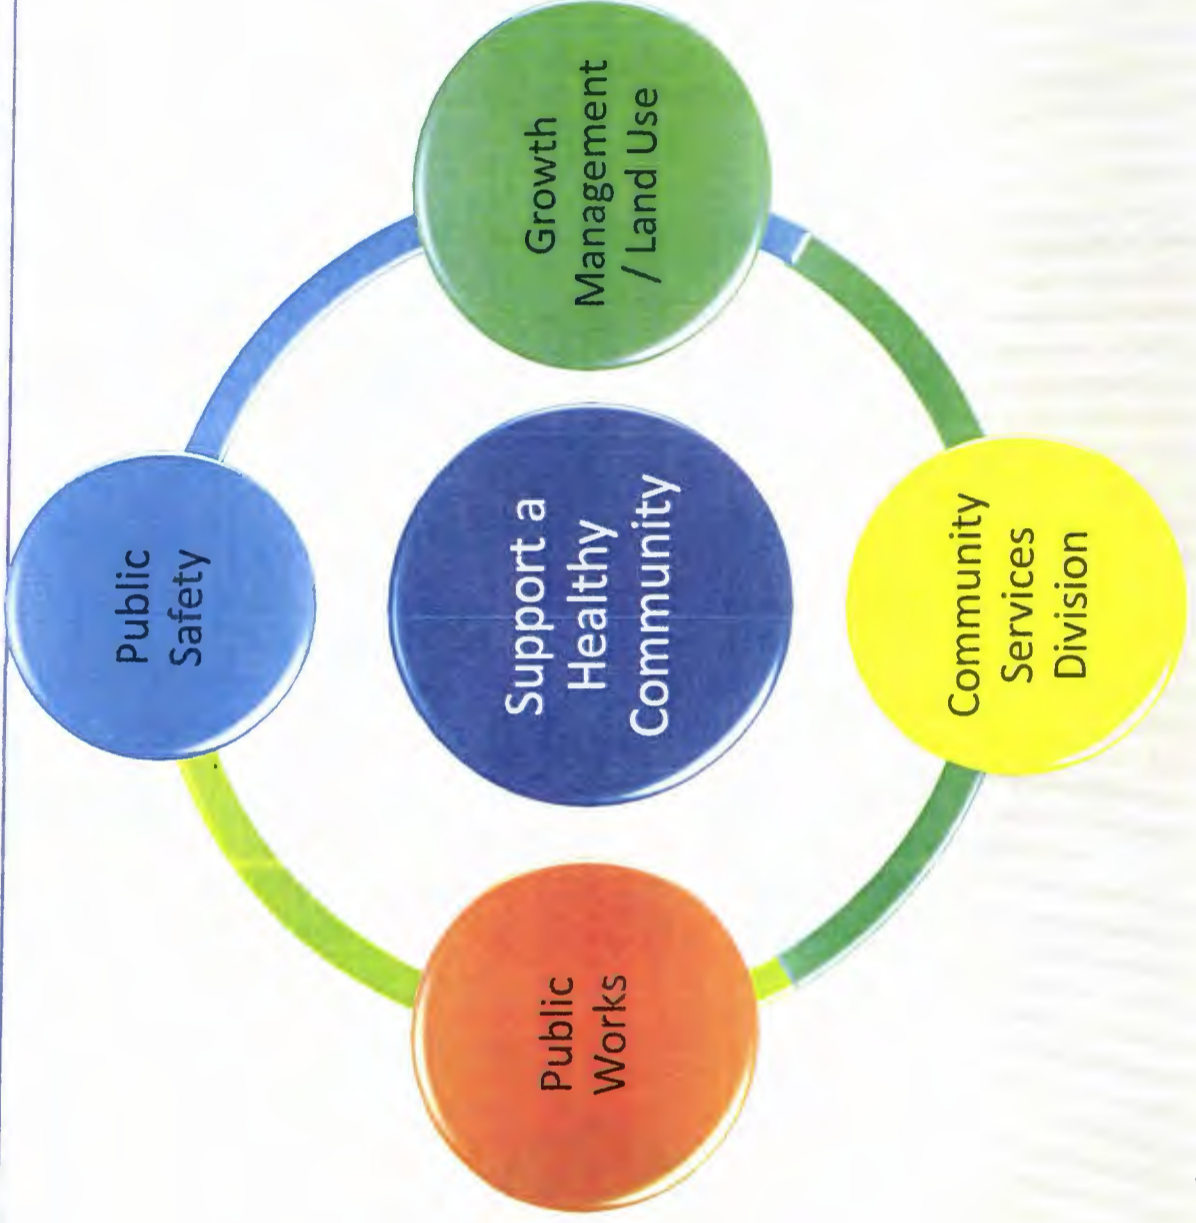 Public
Safety
Public
Works
Support a
Healthy
Community
Growth
Management
/ Land Use
Community
Services
Division